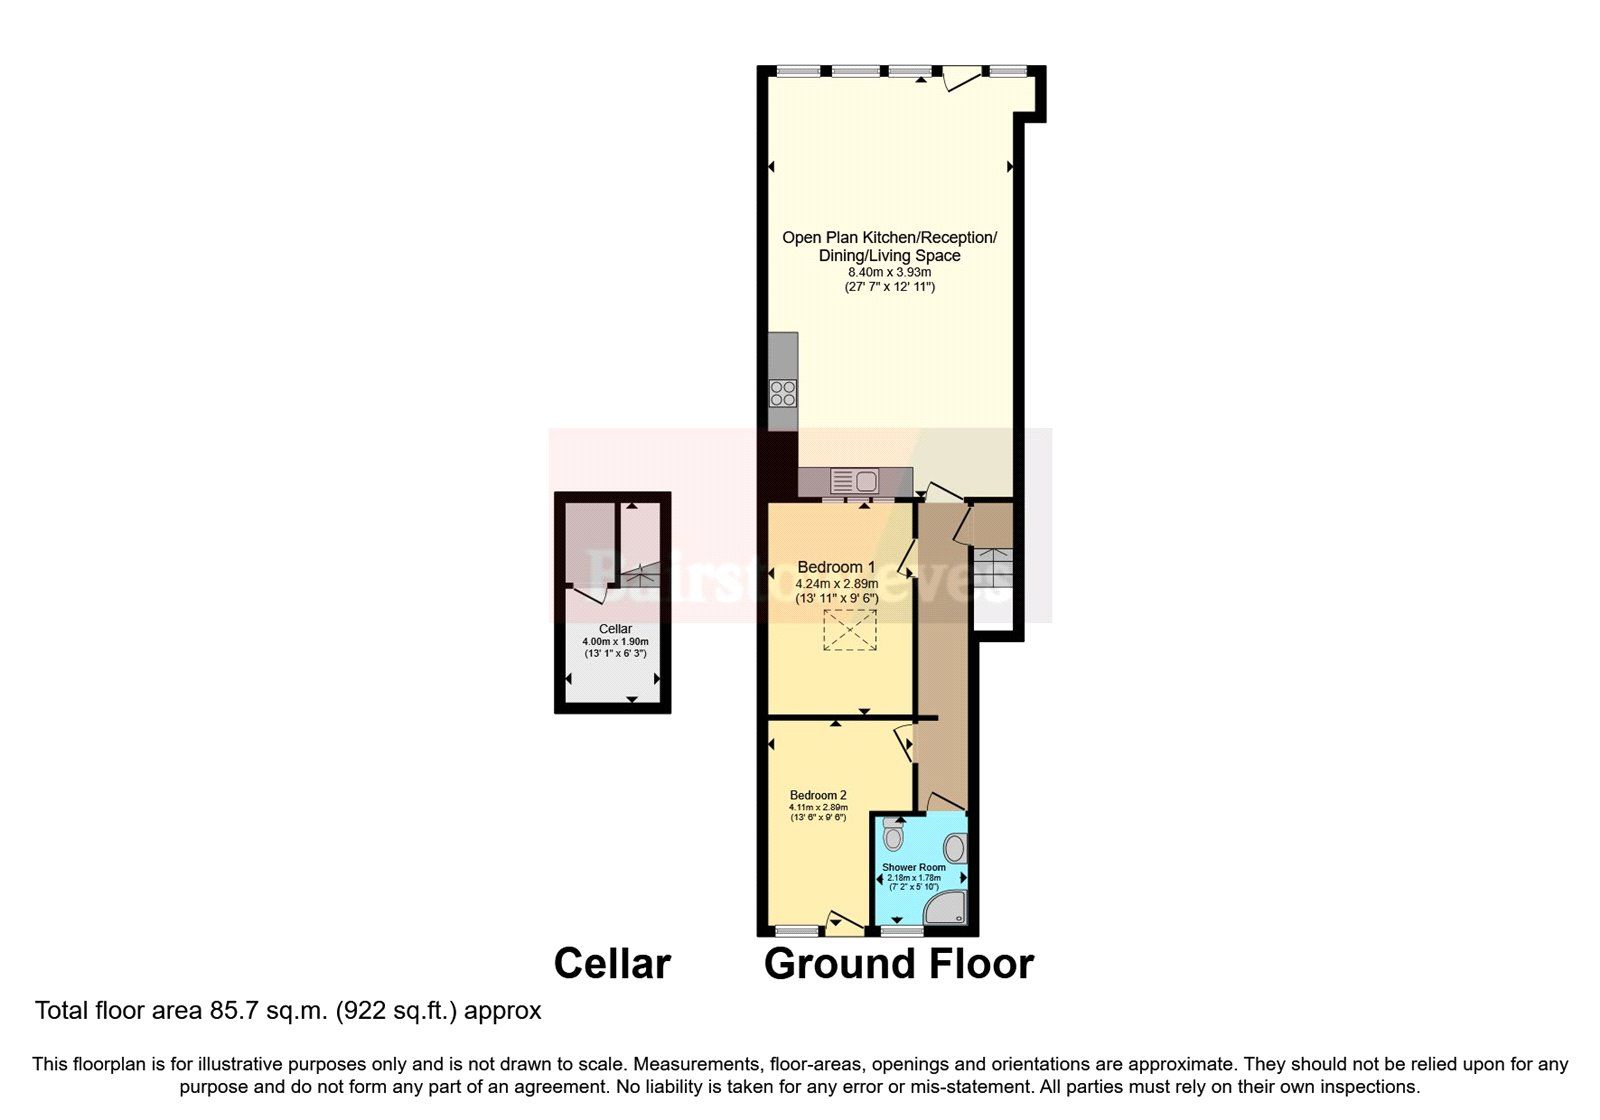 Open Plan Kitchen/Reception/
Dining/Living Space
8.40m x 3.93m
(27' 7" x 12' 11")
Bedroom 1
4.24m x 2.89m
(13' 11" x 9' 6")
Cellar
4.00m x 1.90m
(13' 1" x 6' 3")
Bedroom 2
4.11m x 2.89m
(13' 6" x 9' 6")
Shower Room
2.18m x 1.78m
(7' 2" x 5' 10")
Cellar
Ground Floor
Total floor area 85.7 sq.m. (922 sq.ft.) approx
This floorplan is for illustrative purposes only and is not drawn to scale. Measurements, floor-areas, openings and orientations are approximate. They should not be relied upon for any
purpose and do not form any part of an agreement. No liability is taken for any error or mis-statement. All parties must rely on their own inspections.